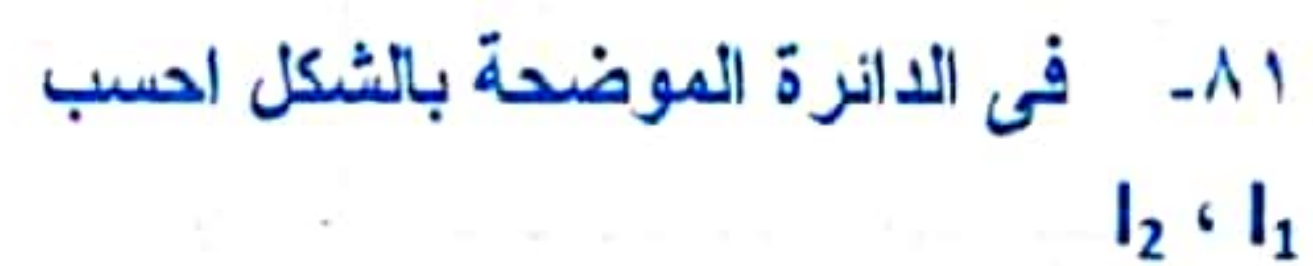 ٨١- فى الدائرة الموضحة بالشكل احسب
I₁ ، I₂